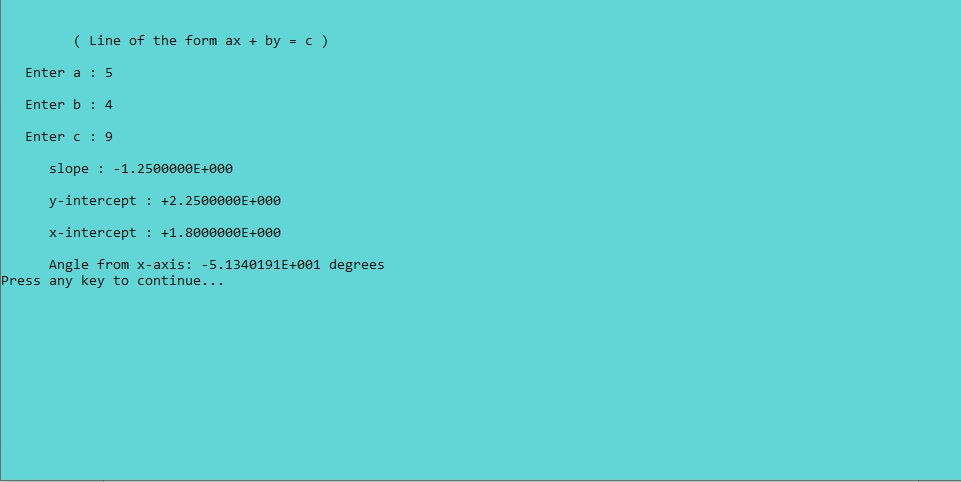 ( Line of the form ax + by = c )
Enter a : 5
Enter b : 4
Enter c : 9
slope : -1.2500000E+000
y-intercept : +2.2500000E+000
x-intercept : +1.8000000E+000
Angle from x-axis: -5.1340191E+001 degrees
Press any key to continue...